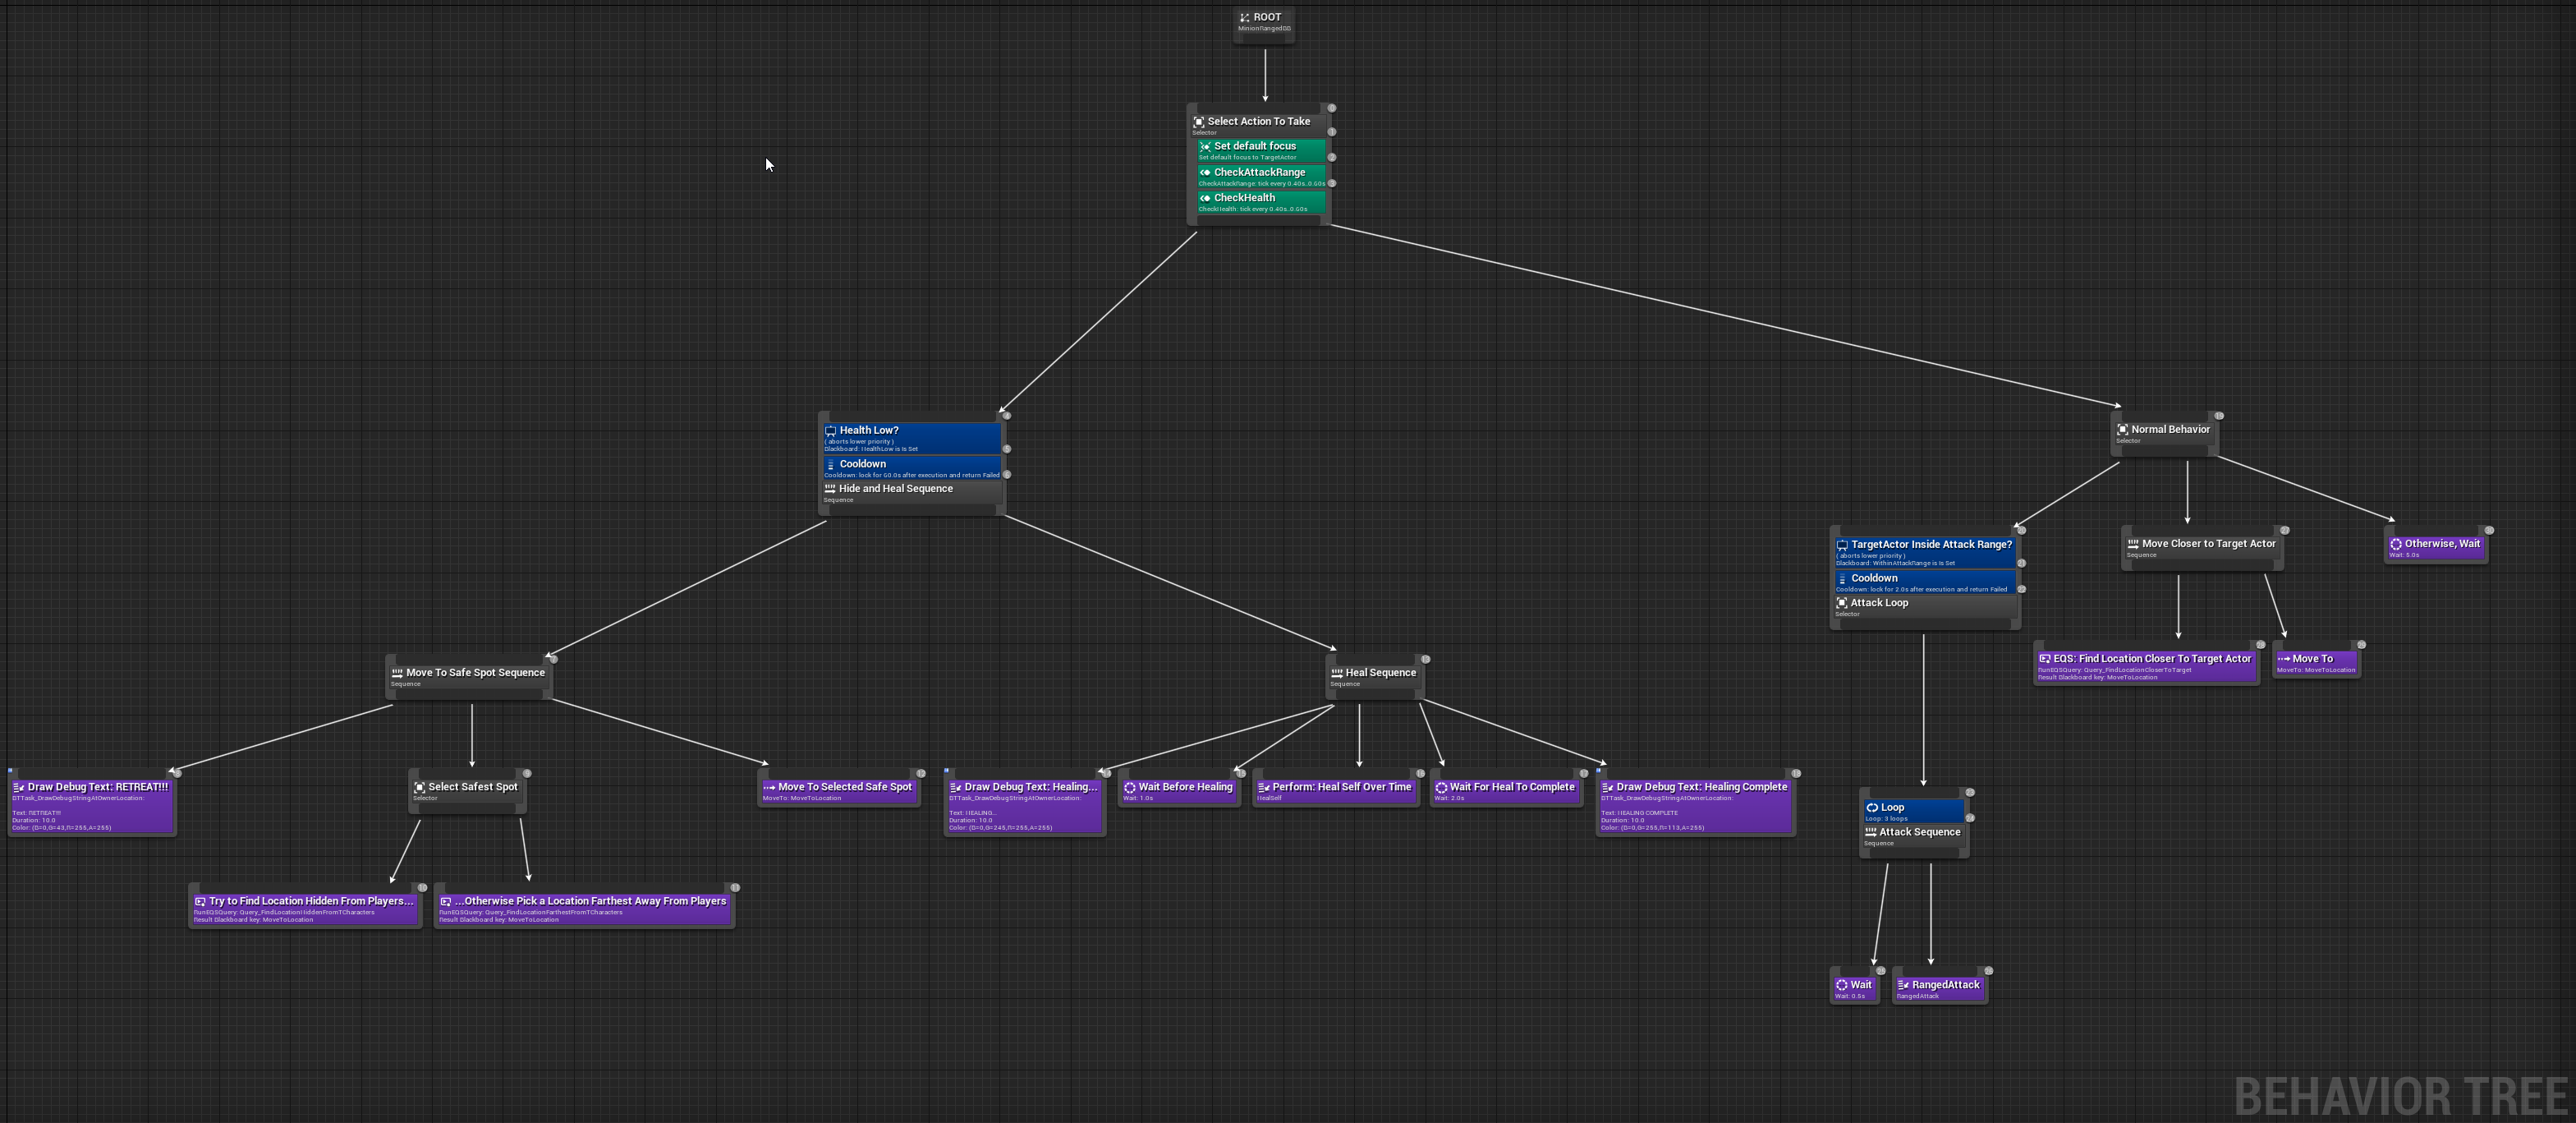 ROOT
MinionRangedBB
Select Action To Take
Selector
Set default focus
Set default focus to TargetActor
CheckAttackRange
CheckAttackRange: tick every 0.40s..0.60s
CheckHealth
CheckHealth: tick every 0.40s..0.60s
Health Low?
( aborts lower priority )
Blackboard: HealthLow is Is Set
Cooldown
Cooldown: lock for 60.0s after execution and return Failed
Hide and Heal Sequence
Sequence
Normal Behavior
Selector
TargetActor Inside Attack Range?
( aborts lower priority )
Blackboard: WithinAttackRange is Is Set
Cooldown
Cooldown: lock for 2.0s after execution and return Failed
Attack Loop
Selector
Move Closer to Target Actor
Sequence
Otherwise, Wait
Wait: 5.0s
Move To Safe Spot Sequence
Sequence
Heal Sequence
Sequence
EQS: Find Location Closer To Target Actor
RunEQSQuery: Query_FindLocationCloserToTarget
Result Blackboard key: MoveToLocation
Move To
MoveTo: MoveToLocation
Draw Debug Text: RETREAT!!!
BTTask_DrawDebugStringAtOwnerLocation:
Text: RETREAT!!!
Duration: 10.0
Color: (B=0,G=43,R=255,A=255)
Select Safest Spot
Selector
Move To Selected Safe Spot
MoveTo: MoveToLocation
Draw Debug Text: Healing...
BTTask_DrawDebugStringAtOwnerLocation:
Text: HEALING...
Duration: 10.0
Color: (B=0,G=245,R=255,A=255)
Wait Before Healing
Wait: 1.0s
Perform: Heal Self Over Time
HealSelf
Wait For Heal To Complete
Wait: 2.0s
Draw Debug Text: Healing Complete
BTTask_DrawDebugStringAtOwnerLocation:
Text: HEALING COMPLETE
Duration: 10.0
Color: (B=0,G=255,R=113,A=255)
Loop
Loop: 3 loops
Attack Sequence
Sequence
Try to Find Location Hidden From Players...
RunEQSQuery: Query_FindLocationHiddenFromTCharacters
Result Blackboard key: MoveToLocation
...Otherwise Pick a Location Farthest Away From Players
RunEQSQuery: Query_FindLocationFarthestFromTCharacters
Result Blackboard key: MoveToLocation
Wait
Wait: 0.5s
RangedAttack
RangedAttack
BEHAVIOR TREE